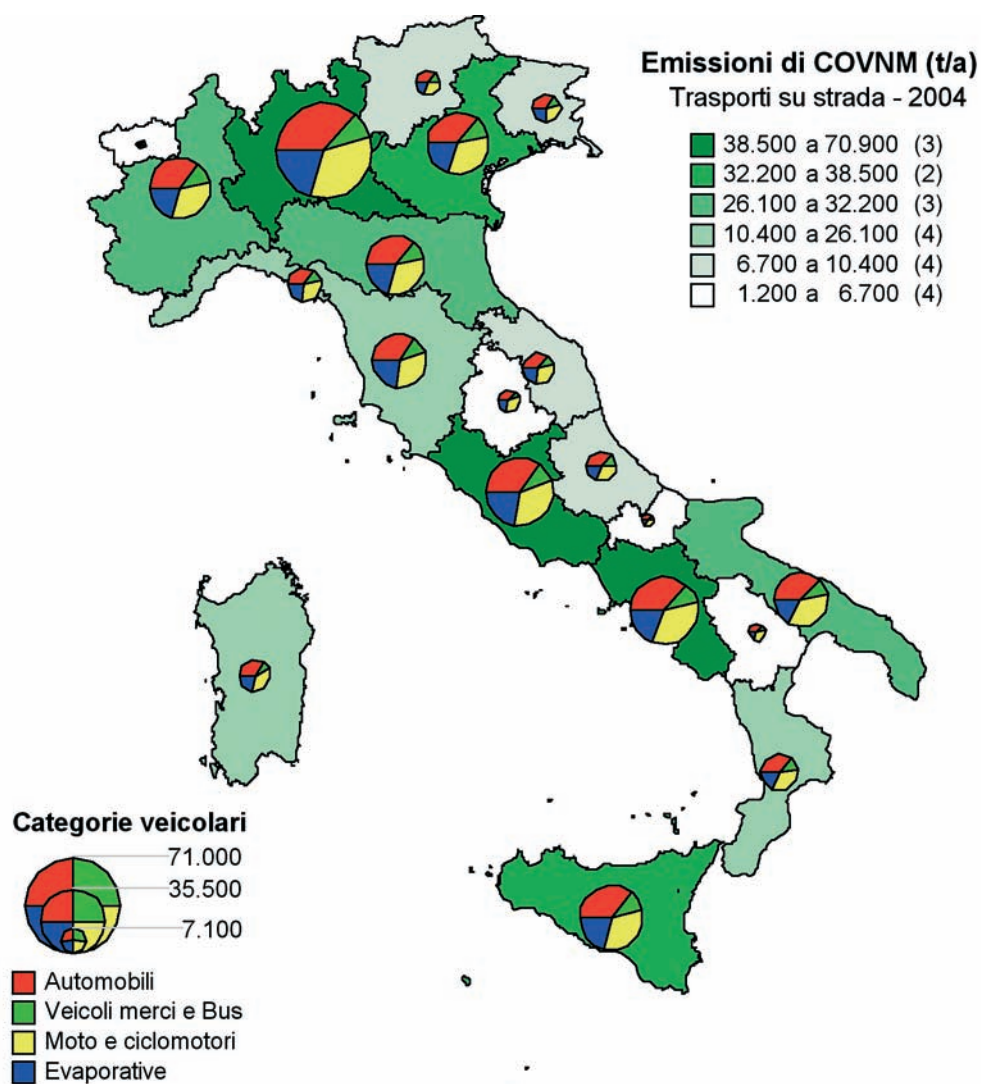 Emissioni di COVNM (t/a)
Trasporti su strada - 2004
38.500 a 70.900 (3)
32.200 a 38.500 (2)
26.100 a 32.200 (3)
10.400 a 26.100 (4)
6.700 a 10.400 (4)
1.200 a 6.700 (4)
Categorie veicolari
71.000
35.500
7.100
Automobili
Veicoli merci e Bus
Moto e ciclomotori
Evaporative